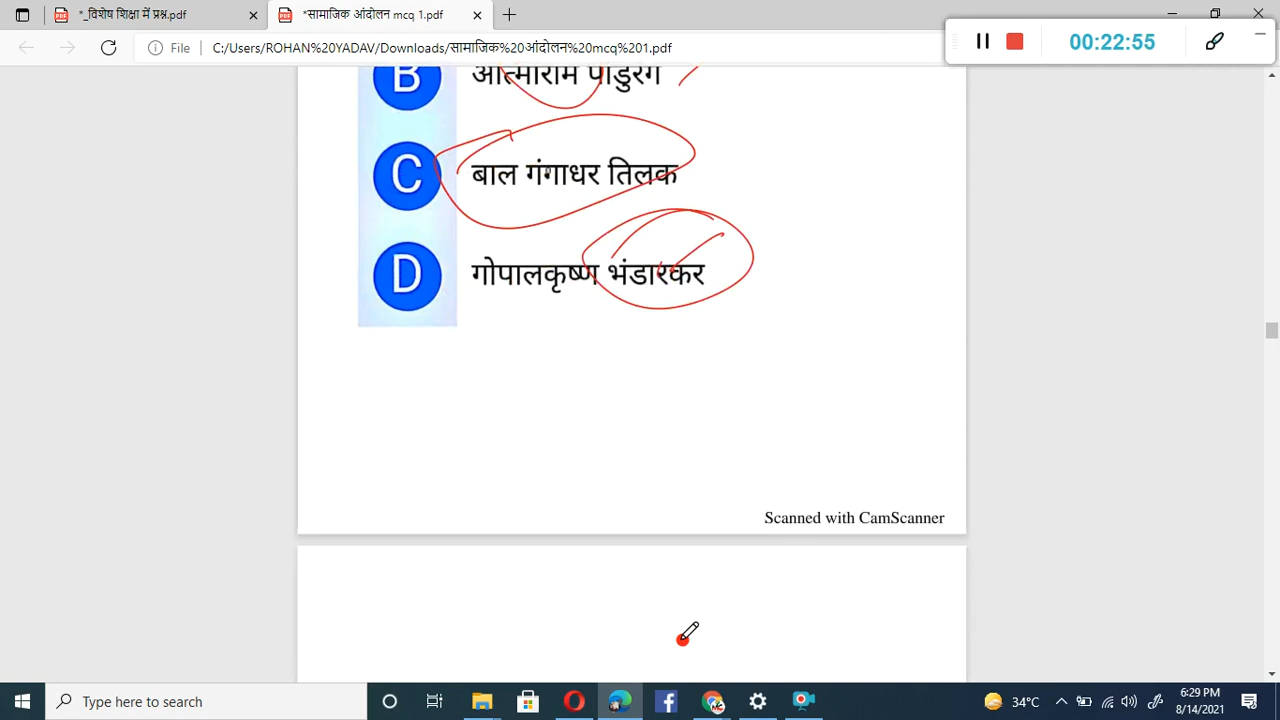 _विशेष शिक्षा में प्रश्न.pdf
*सामाजिक आंदोलन mcq 1.pdf
00:22:55
File
C:/Users/ROHAN%20YADAV/Downloads/सामाजिक%20आंदोलन%20mcq%201.pdf
B आत्माराम पांडुरंग
C बाल गंगाधर तिलक
D गोपालकृष्ण भंडारकर
Scanned with CamScanner
Type here to search
34°C
6:29 PM
8/14/2021